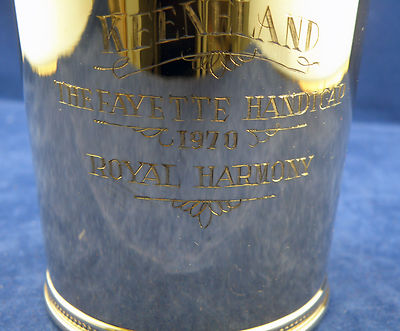 KEENELAND
THE FAYETTE HANDICAP
1970
ROYAL HARMONY